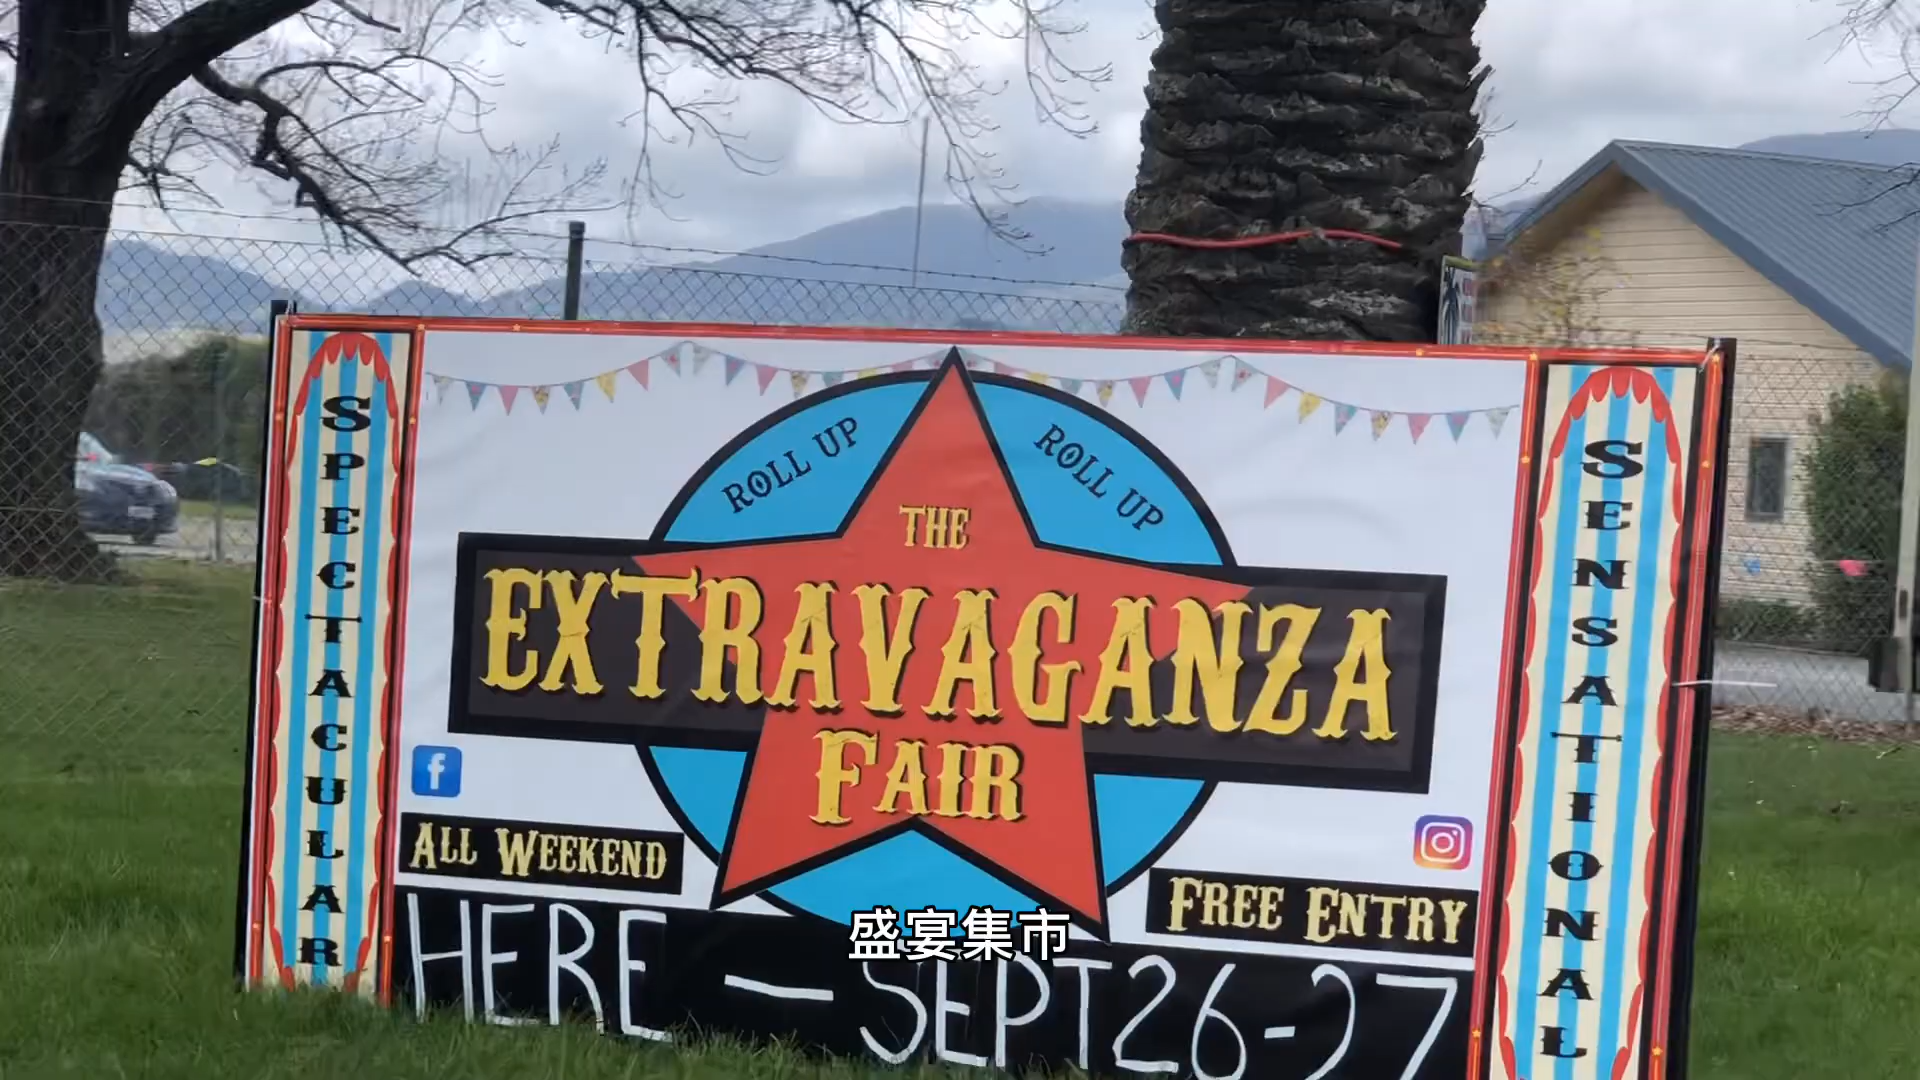 SPECTACULAR
ROLL UP
ROLL UP
THE
EXTRAVAGANZA
FAIR
ALL WEEKEND
FREE ENTRY
HERE — SEPT 26-27
SENSATIONAL
盛宴集市